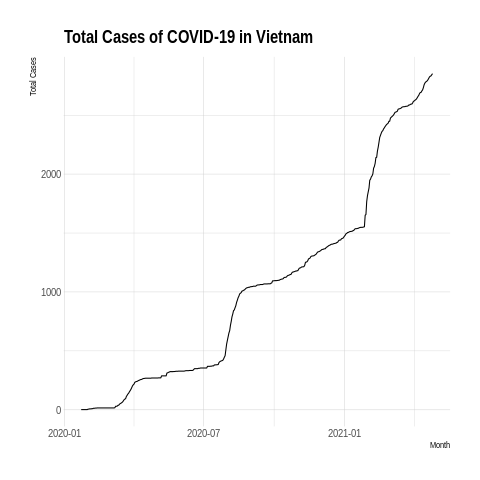 Total Cases of COVID-19 in Vietnam
Total Cases
2000
1000
0
2020-01
2020-07
2021-01
Month